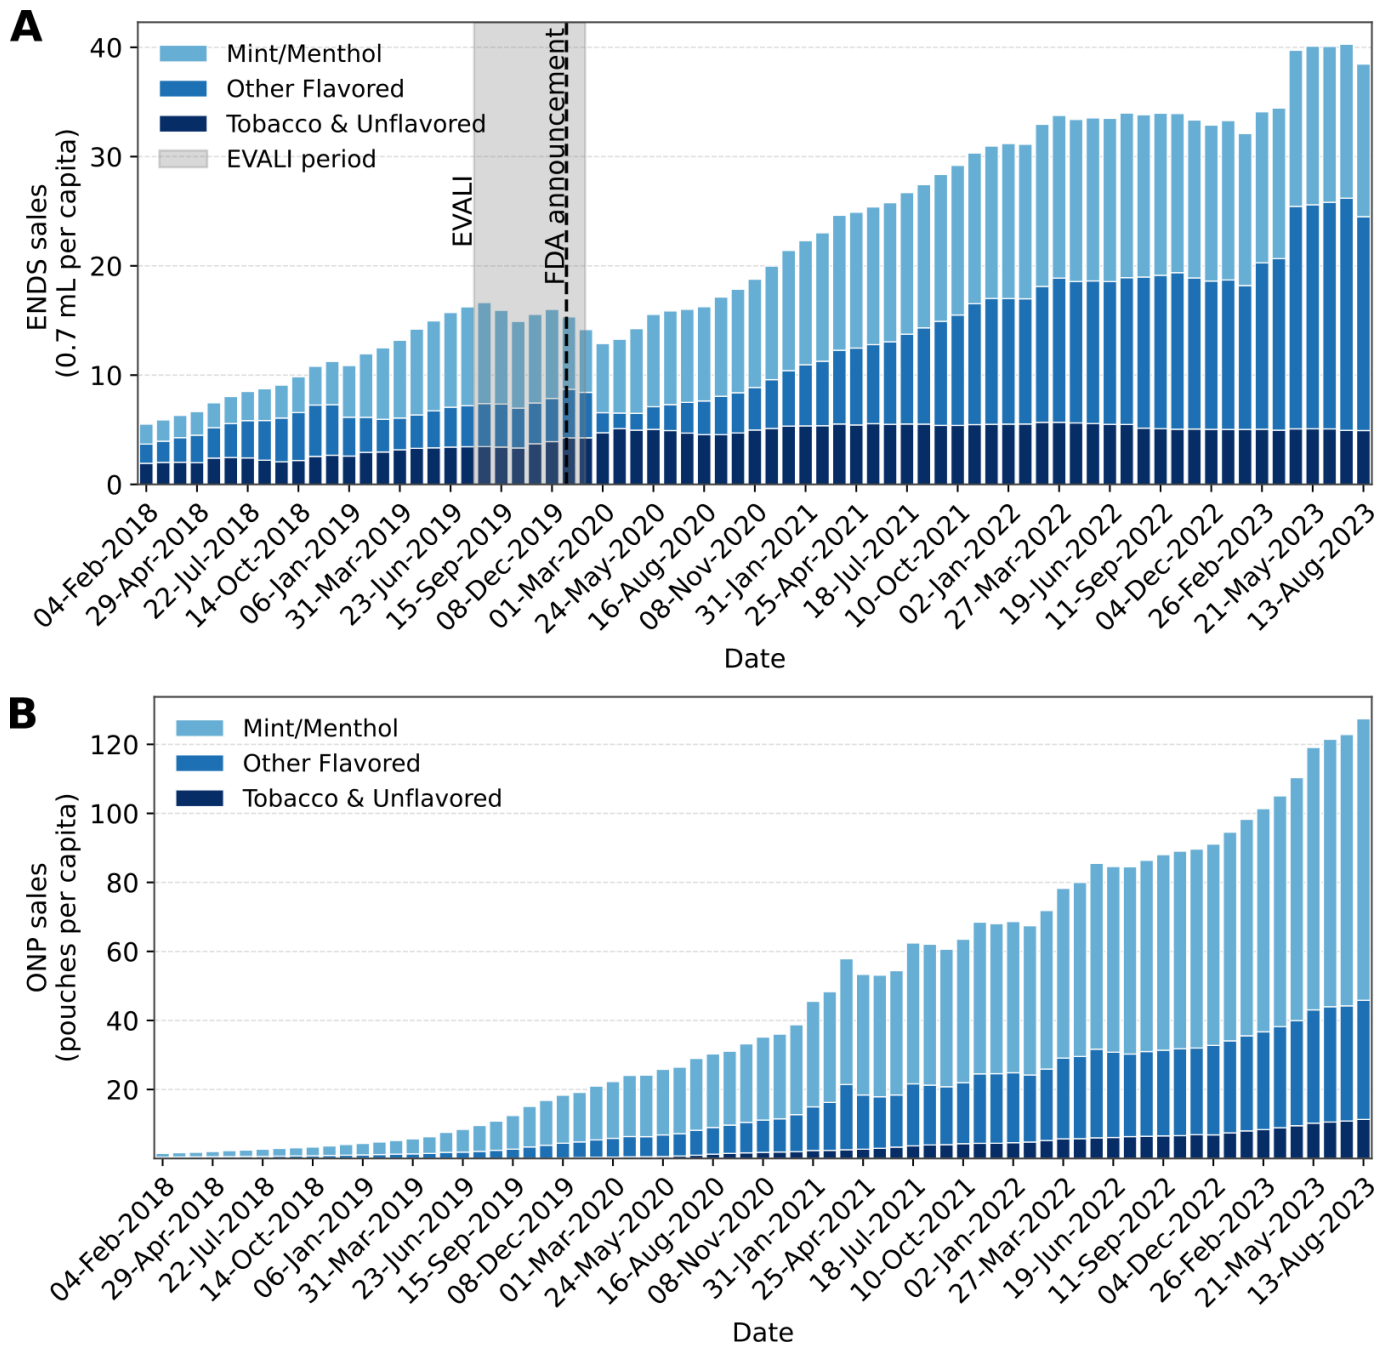 A
Mint/Menthol
Other Flavored
Tobacco & Unflavored
EVALI period
EVALI
FDA announcement
ENDS sales
(0.7 mL per capita)
40
30
20
10
0
04-Feb-2018
29-Apr-2018
22-Jul-2018
14-Oct-2018
06-Jan-2019
31-Mar-2019
23-Jun-2019
15-Sep-2019
08-Dec-2019
01-Mar-2020
24-May-2020
16-Aug-2020
08-Nov-2020
31-Jan-2021
25-Apr-2021
18-Jul-2021
10-Oct-2021
02-Jan-2022
27-Mar-2022
19-Jun-2022
11-Sep-2022
04-Dec-2022
26-Feb-2023
21-May-2023
13-Aug-2023
Date
B
Mint/Menthol
Other Flavored
Tobacco & Unflavored
ONP sales
(pouches per capita)
120
100
80
60
40
20
04-Feb-2018
29-Apr-2018
22-Jul-2018
14-Oct-2018
06-Jan-2019
31-Mar-2019
23-Jun-2019
15-Sep-2019
08-Dec-2019
01-Mar-2020
24-May-2020
16-Aug-2020
08-Nov-2020
31-Jan-2021
25-Apr-2021
18-Jul-2021
10-Oct-2021
02-Jan-2022
27-Mar-2022
19-Jun-2022
11-Sep-2022
04-Dec-2022
26-Feb-2023
21-May-2023
13-Aug-2023
Date